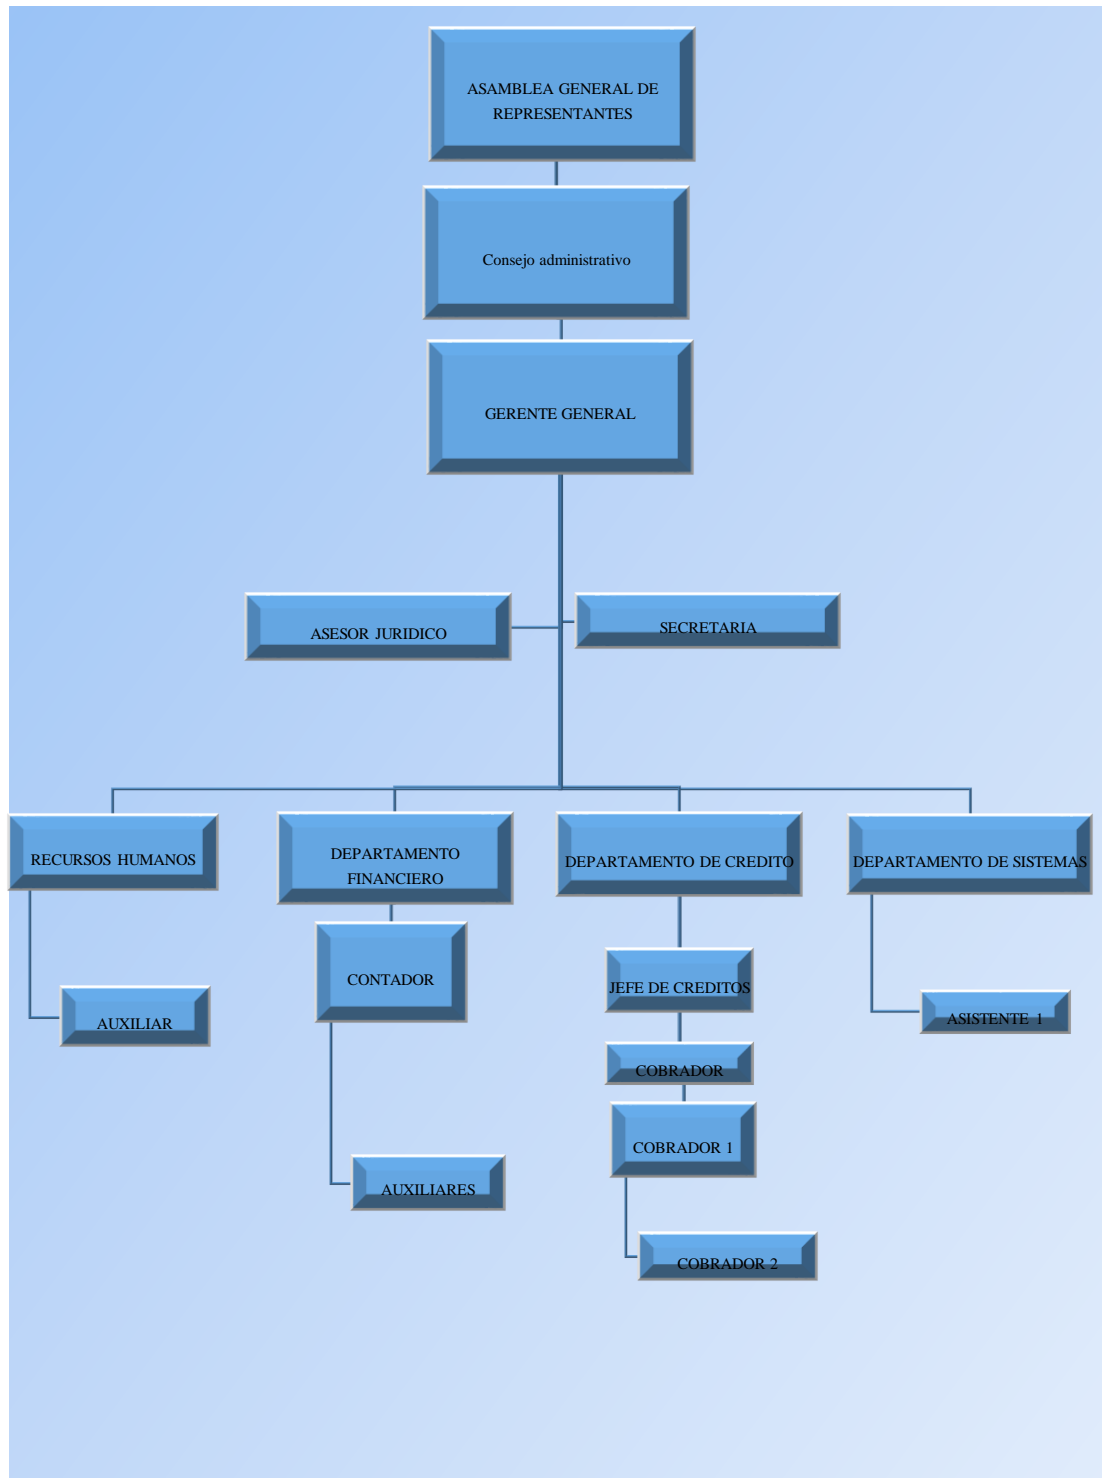 ASAMBLEA GENERAL DE
REPRESENTANTES
Consejo administrativo
GERENTE GENERAL
ASESOR JURIDICO
SECRETARIA
RECURSOS HUMANOS
DEPARTAMENTO
FINANCIERO
DEPARTAMENTO DE CREDITO
DEPARTAMENTO DE SISTEMAS
CONTADOR
JEFE DE CREDITOS
AUXILIAR
ASISTENTE 1
COBRADOR
COBRADOR 1
AUXILIARES
COBRADOR 2